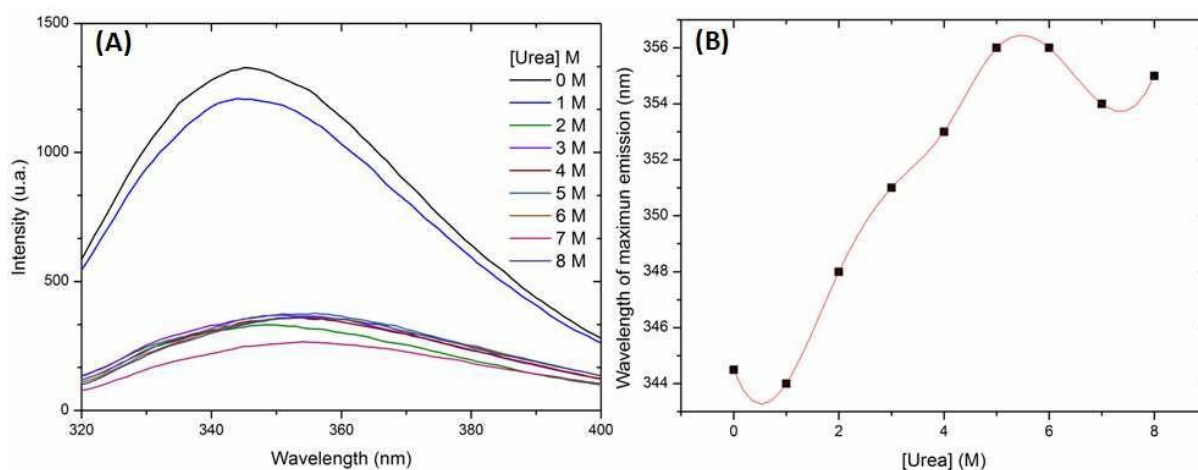 (A)
1500
1000
500
0
Intensity (u.a.)
320
340
360
380
400
Wavelength (nm)
[Urea] M
0 M
1 M
2 M
3 M
4 M
5 M
6 M
7 M
8 M
(B)
356
354
352
350
348
346
344
Wavelength of maximun emission (nm)
0
2
4
6
8
[Urea] (M)